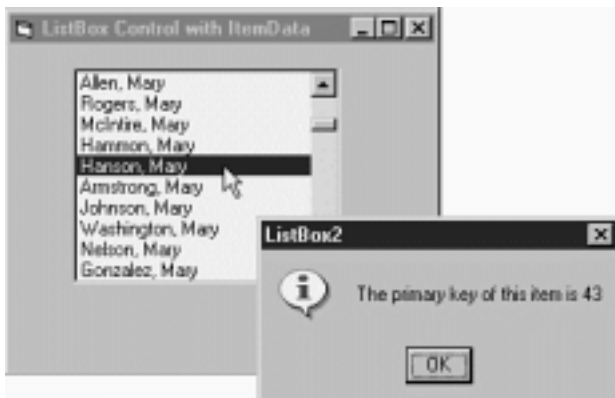 ListBox Control with ItemData
Allen, Mary
Rogers, Mary
McIntire, Mary
Hammon, Mary
Hanson, Mary
Armstrong, Mary
Johnson, Mary
Washington, Mary
Nelson, Mary
Gonzalez, Mary
ListBox2
The primary key of this item is 43
OK